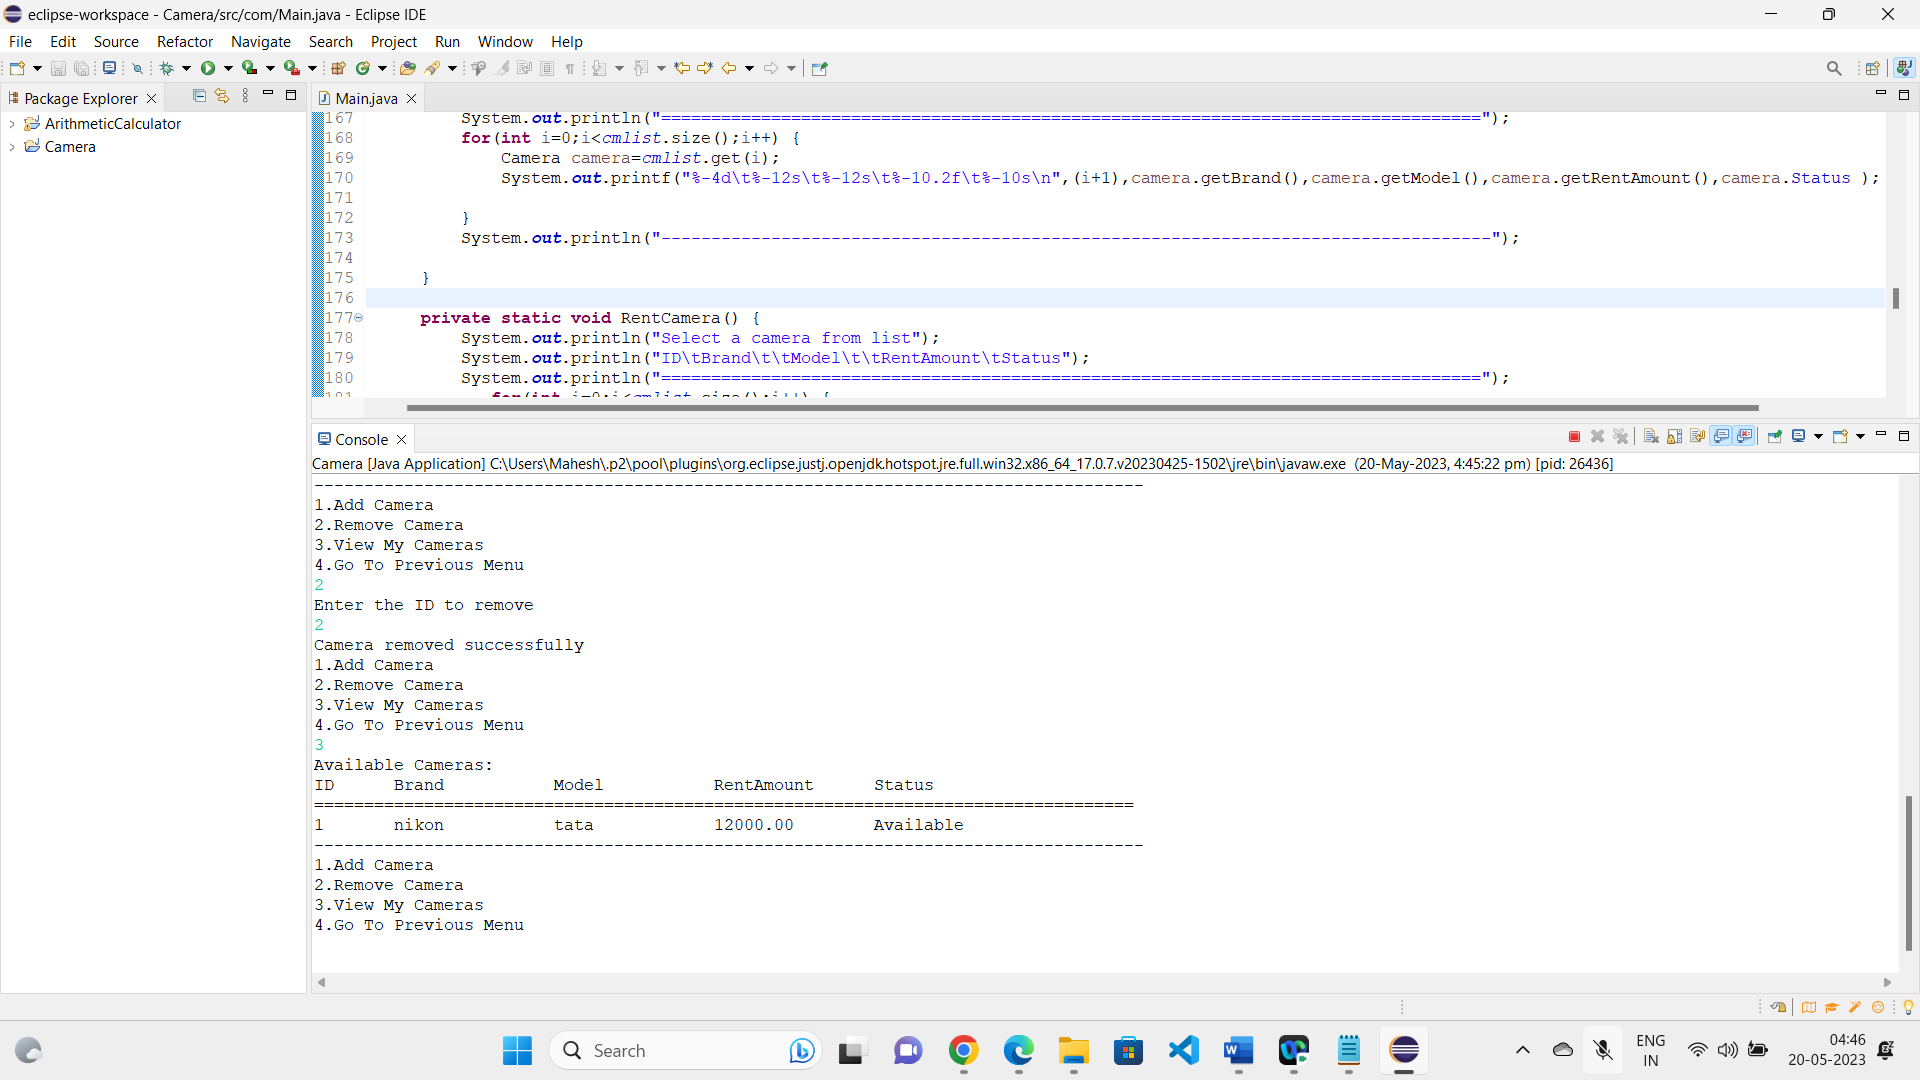 eclipse-workspace - Camera/src/com/Main.java - Eclipse IDE
File Edit Source Refactor Navigate Search Project Run Window Help
Package Explorer
ArithmeticCalculator
Camera
Main.java
167 System.out.println("==================================================================================");
168 for(int i=0;i<cmlist.size();i++) {
169 Camera camera=cmlist.get(i);
170 System.out.printf("%-4d\t%-12s\t%-12s\t%-10.2f\t%-10s\n",(i+1),camera.getBrand(),camera.getModel(),camera.getRentAmount(),camera.Status );
171
172 }
173 System.out.println("-----------------------------------------------------------------------------------");
174
175 }
176
177 private static void RentCamera() {
178 System.out.println("Select a camera from list");
179 System.out.println("ID\tBrand\t\tModel\t\tRentAmount\tStatus");
180 System.out.println("==================================================================================");
181 for(int i=0;i<cmlist.size();i++) {
Console
Camera [Java Application] C:\Users\Mahesh\.p2\pool\plugins\org.eclipse.justj.openjdk.hotspot.jre.full.win32.x86_64_17.0.7.v20230425-1502\jre\bin\javaw.exe (20-May-2023, 4:45:22 pm) [pid: 26436]
-----------------------------------------------------------------------------------
1.Add Camera
2.Remove Camera
3.View My Cameras
4.Go To Previous Menu
2
Enter the ID to remove
2
Camera removed successfully
1.Add Camera
2.Remove Camera
3.View My Cameras
4.Go To Previous Menu
3
Available Cameras:
ID Brand Model RentAmount Status
==================================================================================
1 nikon tata 12000.00 Available
-----------------------------------------------------------------------------------
1.Add Camera
2.Remove Camera
3.View My Cameras
4.Go To Previous Menu
Search
ENG
IN
04:46
20-05-2023